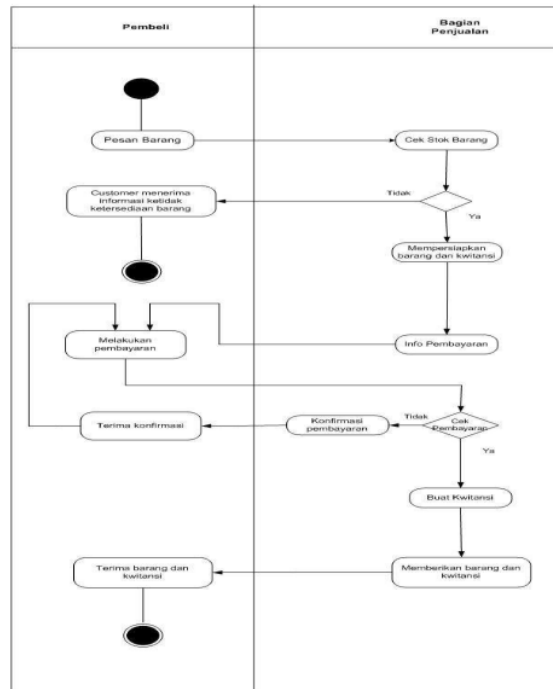 Pembeli
Bagian
Penjualan
Pesan Barang
Cek Stok Barang
Customer menerima
informasi ketidak
ketersediaan barang
Tidak
Ya
Mempersiapkan
barang dan kwitansi
Melakukan
pembayaran
Info Pembayaran
Terima konfirmasi
Konfirmasi
pembayaran
Tidak
Cek
Pembayaran
Ya
Buat Kwitansi
Terima barang dan
kwitansi
Memberikan barang dan
kwitansi